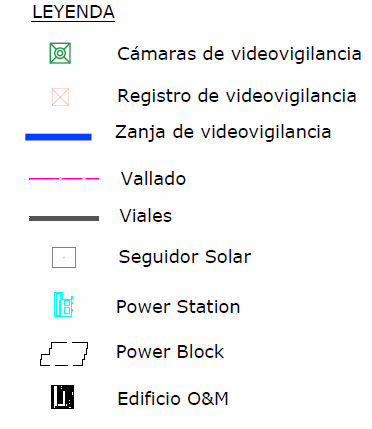 LEYENDA
Cámaras de videovigilancia
Registro de videovigilancia
Zanja de videovigilancia
Vallado
Viales
Seguidor Solar
Power Station
Power Block
Edificio O&M